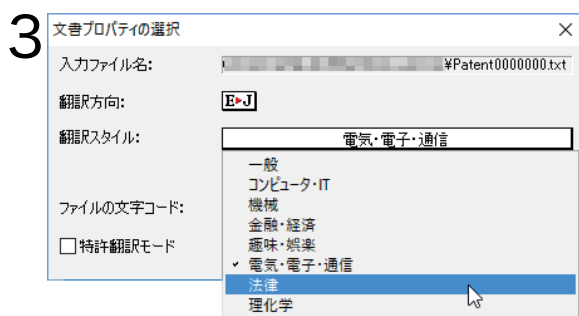 3
文書プロパティの選択
入力ファイル名:
¥Patent0000000.txt
翻訳方向:
E▸J
翻訳スタイル:
電気・電子・通信
一般
コンピュータ・IT
機械
ファイルの文字コード:
金融・経済
趣味・娯楽
特許翻訳モード
電気・電子・通信
法律
理化学